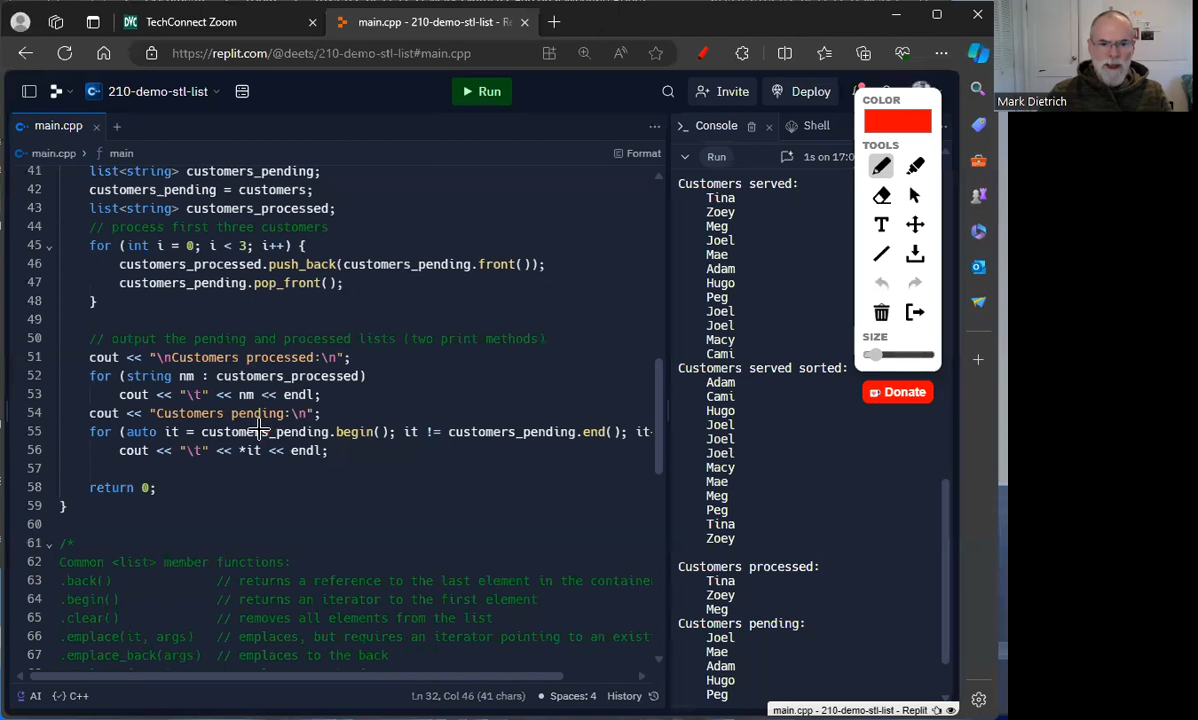 TechConnect Zoom
main.cpp - 210-demo-stl-list - Re
https://replit.com/@deets/210-demo-stl-list#main.cpp
210-demo-stl-list
Run
Invite
Deploy
main.cpp
main.cpp
main
Format
41 list<string> customers_pending;
42 customers_pending = customers;
43 list<string> customers_processed;
44 // process first three customers
45 for (int i = 0; i < 3; i++) {
46 customers_processed.push_back(customers_pending.front());
47 customers_pending.pop_front();
48 }
49
50 // output the pending and processed lists (two print methods)
51 cout << "\nCustomers processed:\n";
52 for (string nm : customers_processed)
53 cout << "\t" << nm << endl;
54 cout << "Customers pending:\n";
55 for (auto it = customers_pending.begin(); it != customers_pending.end(); it
56 cout << "\t" << *it << endl;
57
58 return 0;
59 }
60
61 /*
62 Common <list> member functions:
63 .back() // returns a reference to the last element in the container
64 .begin() // returns an iterator to the first element
65 .clear() // removes all elements from the list
66 .emplace(it, args) // emplaces, but requires an iterator pointing to an exist
67 .emplace_back(args) // emplaces to the back
AI
C++
Ln 32, Col 46 (41 chars)
Spaces: 4
History
Console
Shell
Run
1s on 17:0
Customers served:
Tina
Zoey
Meg
Joel
Mae
Adam
Hugo
Peg
Joel
Joel
Macy
Cami
Customers served sorted:
Adam
Cami
Hugo
Joel
Joel
Joel
Macy
Mae
Meg
Peg
Tina
Zoey
Customers processed:
Tina
Zoey
Meg
Customers pending:
Joel
Mae
Adam
Hugo
Peg
COLOR
TOOLS
T
SIZE
Donate
Mark Dietrich
main.cpp - 210-demo-stl-list - Replit